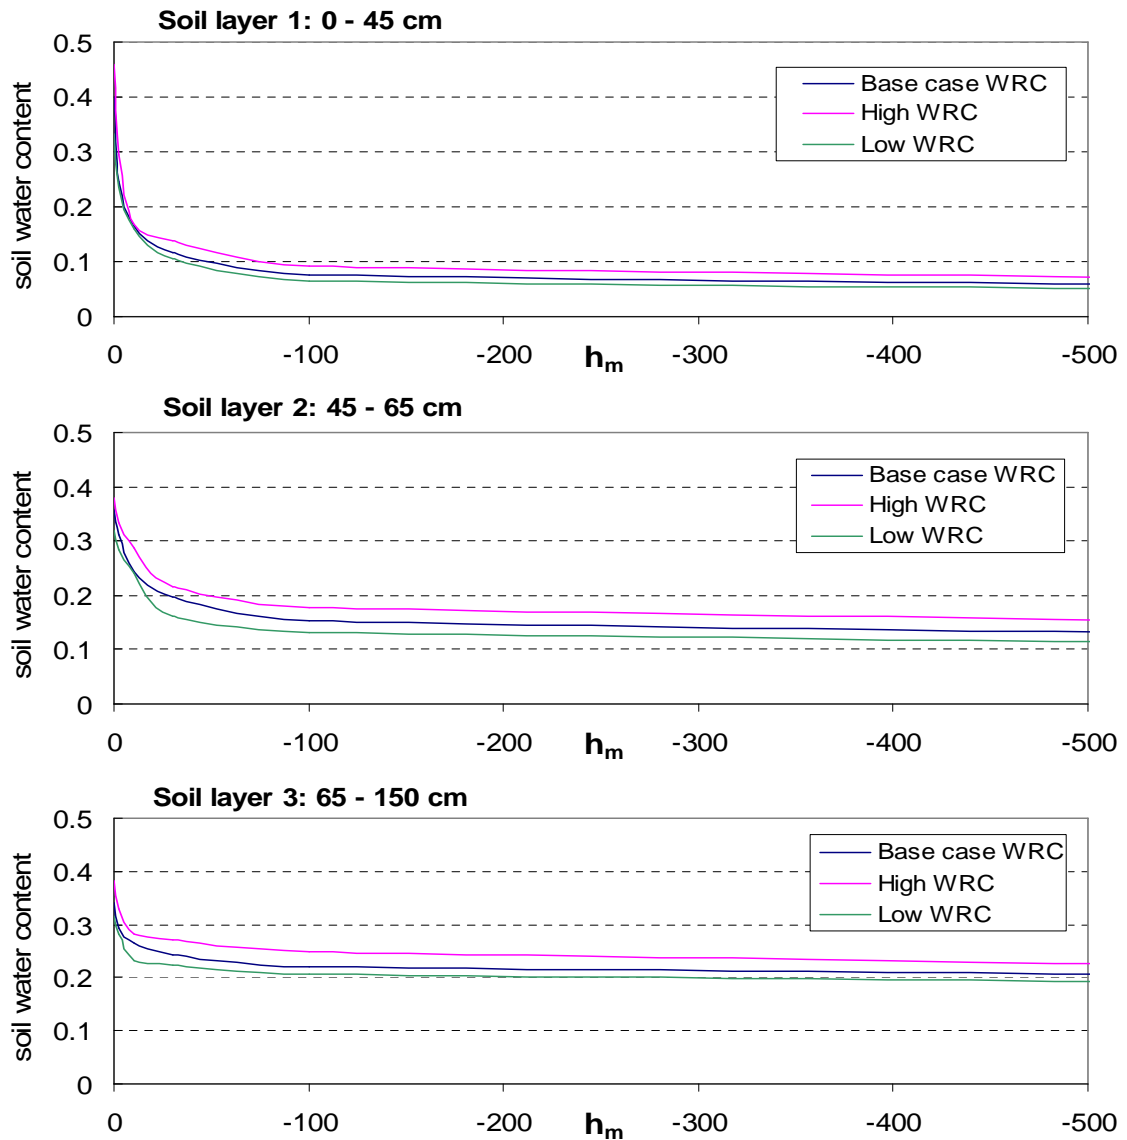 Soil layer 1: 0 - 45 cm
soil water content
0.5
0.4
0.3
0.2
0.1
0
Base case WRC
High WRC
Low WRC
0 -100 -200 hm -300 -400 -500
Soil layer 2: 45 - 65 cm
soil water content
0.5
0.4
0.3
0.2
0.1
0
Base case WRC
High WRC
Low WRC
0 -100 -200 hm -300 -400 -500
Soil layer 3: 65 - 150 cm
soil water content
0.5
0.4
0.3
0.2
0.1
0
Base case WRC
High WRC
Low WRC
0 -100 -200 hm -300 -400 -500